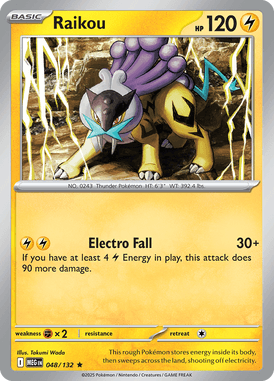 BASIC
Raikou
HP 120
NO. 0243 Thunder Pokémon HT: 6'3" WT: 392.4 lbs.
Electro Fall 30+
If you have at least 4 Energy in play, this attack does
90 more damage.
weakness ×2 resistance retreat
Illus. Tokumi Wada
I MEG EN 048/132 ★
This rough Pokémon stores energy inside its body,
then sweeps across the land, shooting off electricity.
©2025 Pokémon / Nintendo / Creatures / GAME FREAK